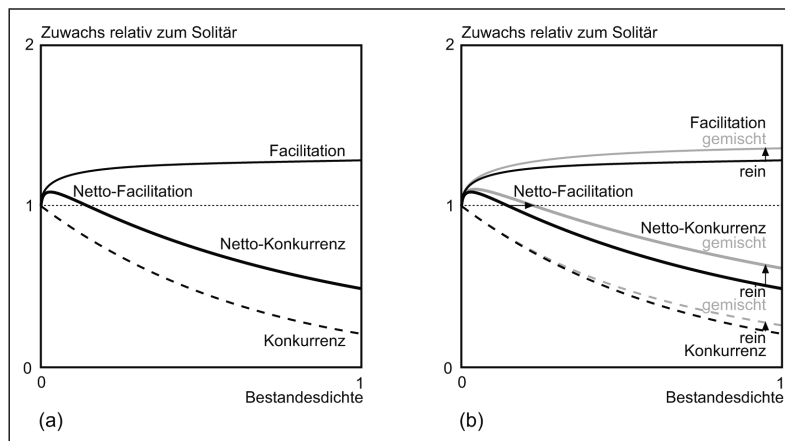 Zuwachs relativ zum Solitär
2
Facilitation
Netto-Facilitation
1
Netto-Konkurrenz
Konkurrenz
0
0
1
Bestandesdichte
(a)
Zuwachs relativ zum Solitär
2
Facilitation
gemischt
rein
Netto-Facilitation
1
Netto-Konkurrenz
gemischt
rein
gemischt
rein
Konkurrenz
0
0
1
Bestandesdichte
(b)